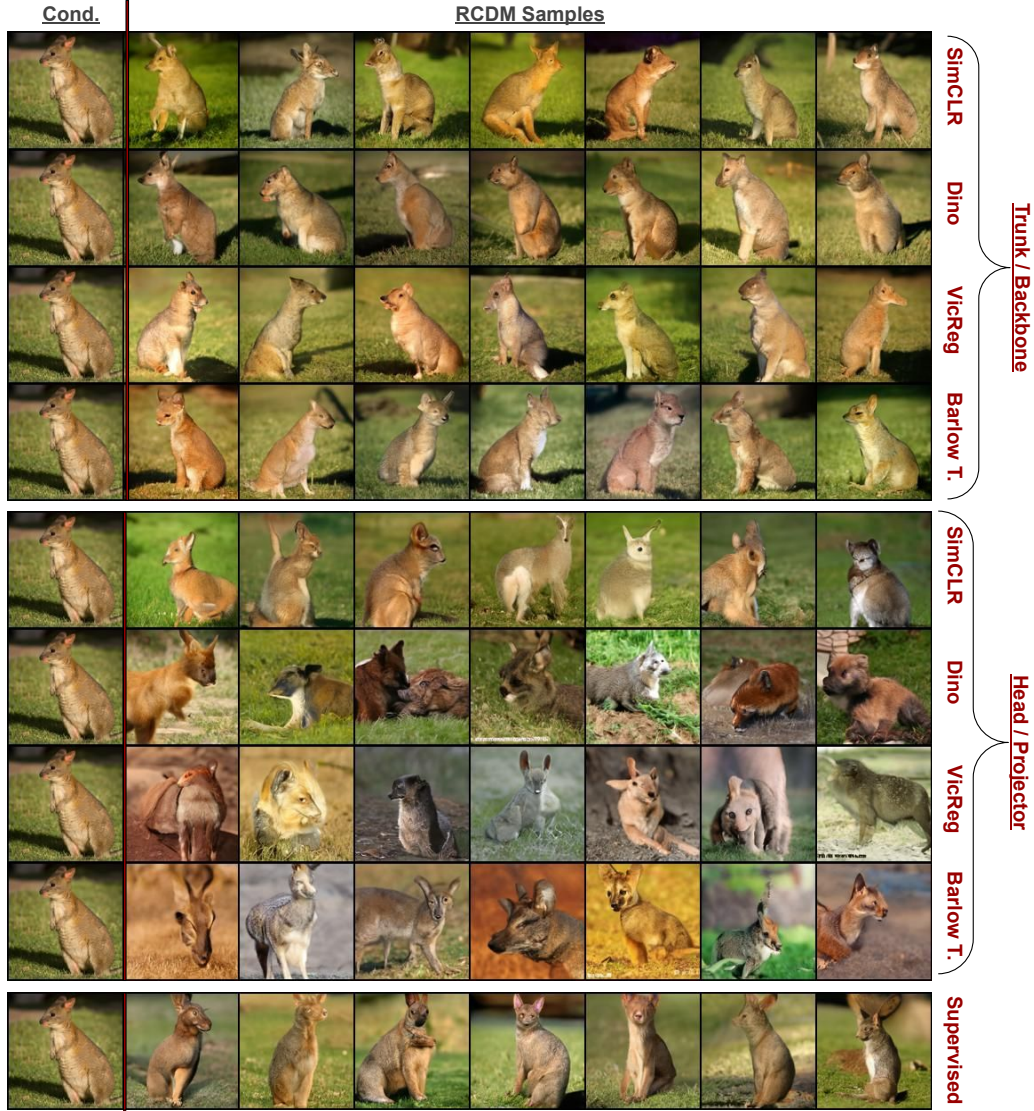 Cond.
RCDM Samples
SimCLR
Dino
VicReg
Barlow T.
Trunk / Backbone
SimCLR
Dino
VicReg
Barlow T.
Head / Projector
Supervised